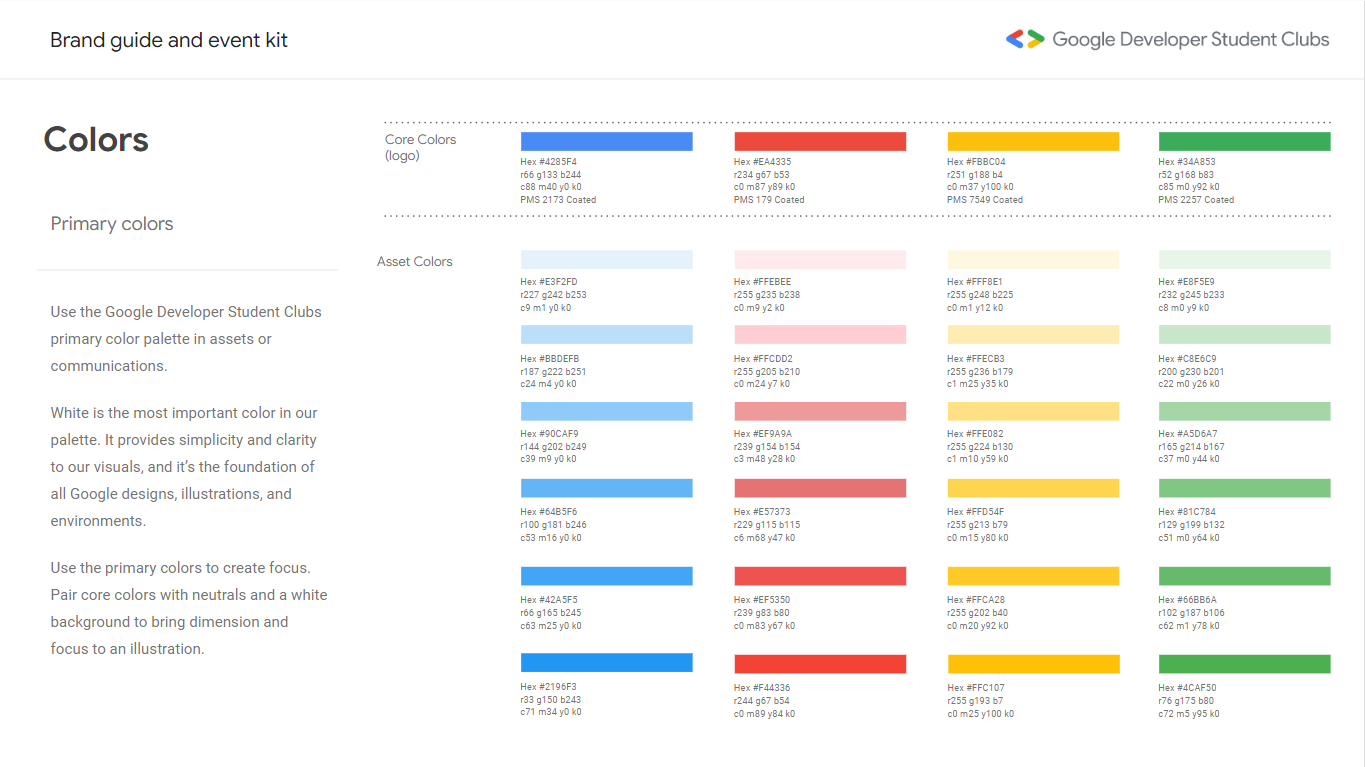 Brand guide and event kit
Google Developer Student Clubs
Colors
Primary colors
Use the Google Developer Student Clubs
primary color palette in assets or
communications.
White is the most important color in our
palette. It provides simplicity and clarity
to our visuals, and it’s the foundation of
all Google designs, illustrations, and
environments.
Use the primary colors to create focus.
Pair core colors with neutrals and a white
background to bring dimension and
focus to an illustration.
Core Colors
(logo)
Hex #4285F4
r66 g133 b244
c88 m40 y0 k0
PMS 2173 Coated
Hex #EA4335
r234 g67 b53
c0 m87 y89 k0
PMS 179 Coated
Hex #FBBC04
r251 g188 b4
c0 m37 y100 k0
PMS 7549 Coated
Hex #34A853
r52 g168 b83
c85 m0 y92 k0
PMS 2257 Coated
Asset Colors
Hex #E3F2FD
r227 g242 b253
c9 m1 y0 k0
Hex #FFEBEE
r255 g235 b238
c0 m9 y2 k0
Hex #FFF8E1
r255 g248 b225
c0 m1 y12 k0
Hex #E8F5E9
r232 g245 b233
c8 m0 y9 k0
Hex #BBDEFB
r187 g222 b251
c24 m4 y0 k0
Hex #FFCDD2
r255 g205 b210
c0 m24 y7 k0
Hex #FFECB3
r255 g236 b179
c1 m25 y35 k0
Hex #C8E6C9
r200 g230 b201
c22 m0 y26 k0
Hex #90CAF9
r144 g202 b249
c39 m9 y0 k0
Hex #EF9A9A
r239 g154 b154
c3 m48 y28 k0
Hex #FFE082
r255 g224 b130
c1 m10 y59 k0
Hex #A5D6A7
r165 g214 b167
c37 m0 y44 k0
Hex #64B5F6
r100 g181 b246
c53 m16 y0 k0
Hex #E57373
r229 g115 b115
c6 m68 y47 k0
Hex #FFD54F
r255 g213 b79
c0 m15 y80 k0
Hex #81C784
r129 g199 b132
c51 m0 y64 k0
Hex #42A5F5
r66 g165 b245
c63 m25 y0 k0
Hex #EF5350
r239 g83 b80
c0 m83 y67 k0
Hex #FFCA28
r255 g202 b40
c0 m20 y92 k0
Hex #66BB6A
r102 g187 b106
c62 m1 y78 k0
Hex #2196F3
r33 g150 b243
c71 m34 y0 k0
Hex #F44336
r244 g67 b54
c0 m89 y84 k0
Hex #FFC107
r255 g193 b7
c0 m25 y100 k0
Hex #4CAF50
r76 g175 b80
c72 m5 y95 k0